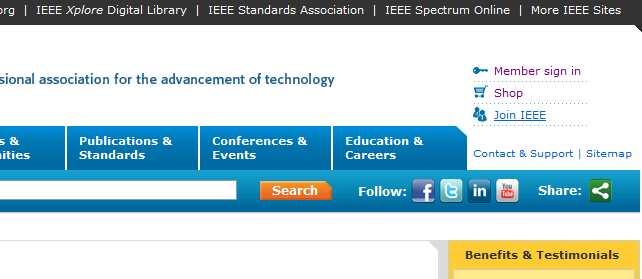 org | IEEE Xplore Digital Library | IEEE Standards Association | IEEE Spectrum Online | More IEEE Sites
sional association for the advancement of technology
Member sign in
Shop
Join IEEE
s &
ities
Publications &
Standards
Conferences &
Events
Education &
Careers
Contact & Support | Sitemap
Search
Follow:
in
You
Tube
Share:
Benefits & Testimonials